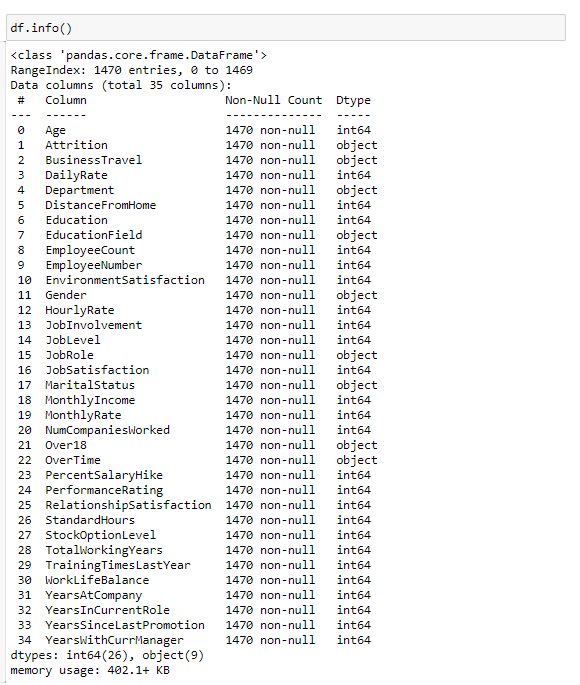 df.info()
<class 'pandas.core.frame.DataFrame'>
RangeIndex: 1470 entries, 0 to 1469
Data columns (total 35 columns):
 #   Column                    Non-Null Count  Dtype
---  ------                    --------------  -----
 0   Age                       1470 non-null   int64
 1   Attrition                 1470 non-null   object
 2   BusinessTravel            1470 non-null   object
 3   DailyRate                 1470 non-null   int64
 4   Department                1470 non-null   object
 5   DistanceFromHome          1470 non-null   int64
 6   Education                 1470 non-null   int64
 7   EducationField            1470 non-null   object
 8   EmployeeCount             1470 non-null   int64
 9   EmployeeNumber            1470 non-null   int64
 10  EnvironmentSatisfaction   1470 non-null   int64
 11  Gender                    1470 non-null   object
 12  HourlyRate                1470 non-null   int64
 13  JobInvolvement            1470 non-null   int64
 14  JobLevel                  1470 non-null   int64
 15  JobRole                   1470 non-null   object
 16  JobSatisfaction           1470 non-null   int64
 17  MaritalStatus             1470 non-null   object
 18  MonthlyIncome             1470 non-null   int64
 19  MonthlyRate               1470 non-null   int64
 20  NumCompaniesWorked        1470 non-null   int64
 21  Over18                    1470 non-null   object
 22  OverTime                  1470 non-null   object
 23  PercentSalaryHike         1470 non-null   int64
 24  PerformanceRating         1470 non-null   int64
 25  RelationshipSatisfaction  1470 non-null   int64
 26  StandardHours             1470 non-null   int64
 27  StockOptionLevel          1470 non-null   int64
 28  TotalWorkingYears         1470 non-null   int64
 29  TrainingTimesLastYear     1470 non-null   int64
 30  WorkLifeBalance           1470 non-null   int64
 31  YearsAtCompany            1470 non-null   int64
 32  YearsInCurrentRole        1470 non-null   int64
 33  YearsSinceLastPromotion   1470 non-null   int64
 34  YearsWithCurrManager      1470 non-null   int64
dtypes: int64(26), object(9)
memory usage: 402.1+ KB